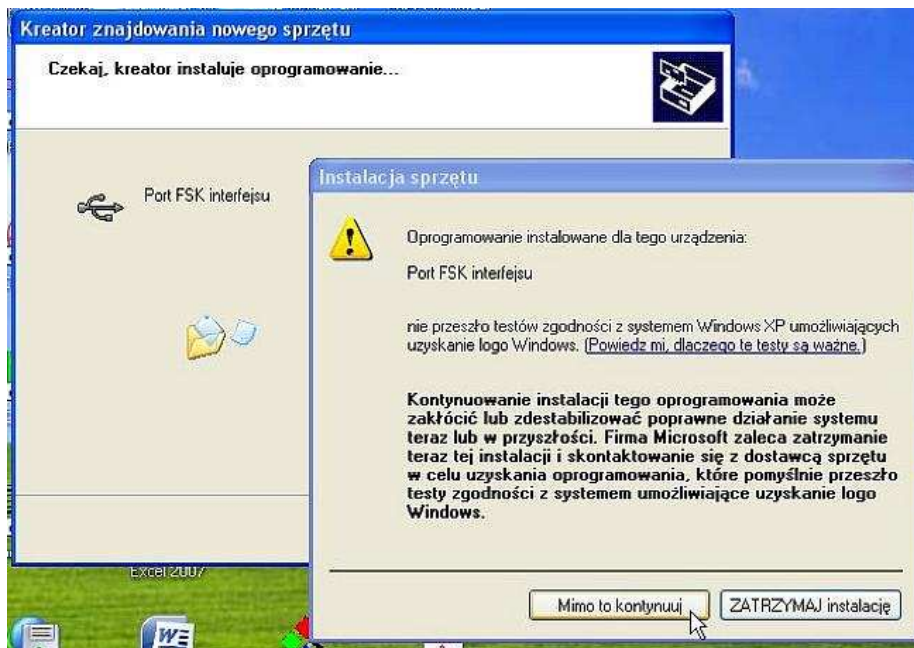 Kreator znajdowania nowego sprzętu
Czekaj, kreator instaluje oprogramowanie...
Port FSK interfejsu
Instalacja sprzętu
Oprogramowanie instalowane dla tego urządzenia:
Port FSK interfejsu
nie przeszło testów zgodności z systemem Windows XP umożliwiających
uzyskanie logo Windows. (Powiedz mi, dlaczego te testy są ważne.)
Kontynuowanie instalacji tego oprogramowania może
zakłócić lub zdestabilizować poprawne działanie systemu
teraz lub w przyszłości. Firma Microsoft zaleca zatrzymanie
teraz tej instalacji i skontaktowanie się z dostawcą sprzętu
w celu uzyskania oprogramowania, które pomyślnie przeszło
testy zgodności z systemem umożliwiające uzyskanie logo
Windows.
Mimo to kontynuuj
ZATRZYMAJ instalację
Excel 2007
W